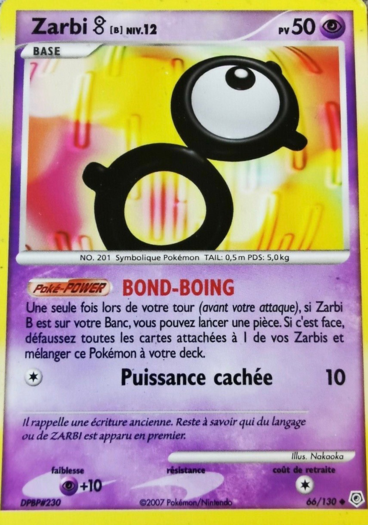 Zarbi [B] NIV.12 PV 50
BASE
NO. 201 Symbolique Pokémon TAIL: 0,5m PDS: 5,0kg
Poké-POWER BOND-BOING
Une seule fois lors de votre tour (avant votre attaque), si Zarbi
B est sur votre Banc, vous pouvez lancer une pièce. Si c'est face,
défaussez toutes les cartes attachées à 1 de vos Zarbis et
mélanger ce Pokémon à votre deck.
Puissance cachée 10
Il rappelle une écriture ancienne. Reste à savoir qui du langage
ou de ZARBI est apparu en premier.
Illus. Nakaoka
faiblesse résistance coût de retraite
+10
DPBP#230 ©2007 Pokémon/Nintendo 66/130